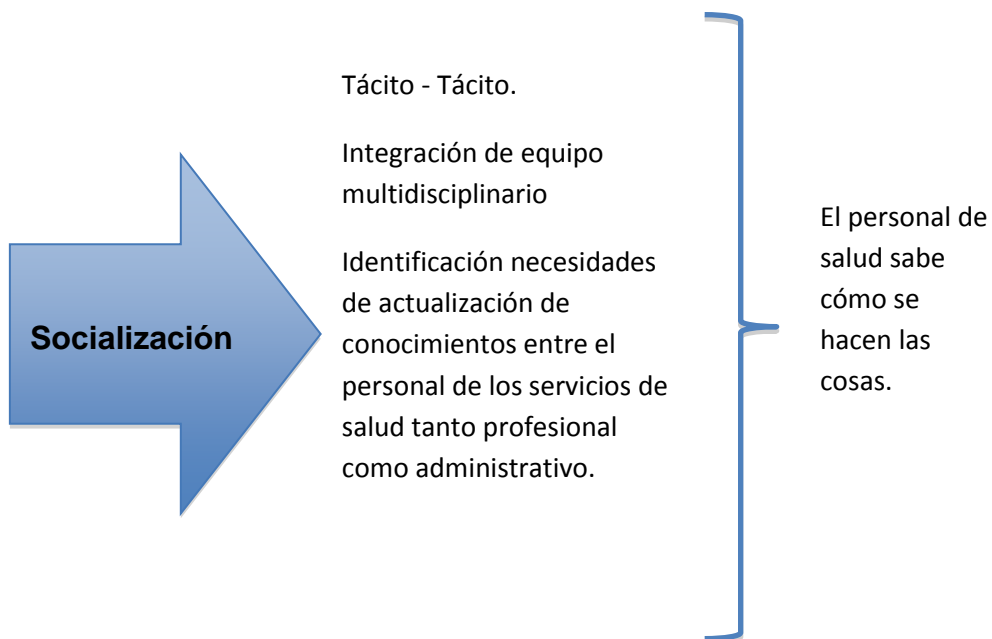 Socialización
Tácito - Tácito.
Integración de equipo
multidisciplinario
Identificación necesidades
de actualización de
conocimientos entre el
personal de los servicios de
salud tanto profesional
como administrativo.
El personal de
salud sabe
cómo se
hacen las
cosas.